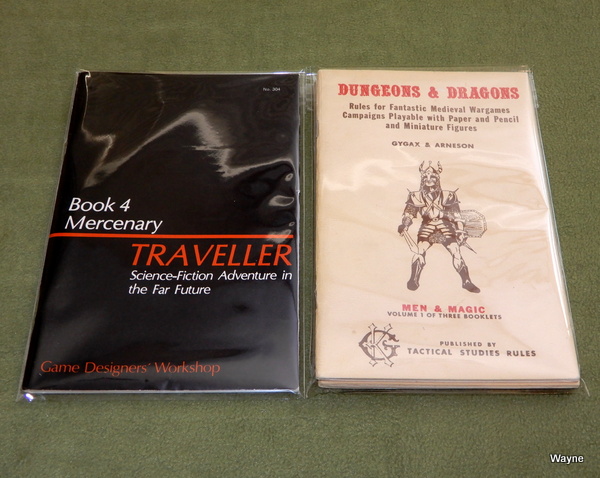 No. 304
Book 4
Mercenary
TRAVELLER
Science-Fiction Adventure in
the Far Future
Game Designers' Workshop
DUNGEONS & DRAGONS
Rules for Fantastic Medieval Wargames
Campaigns Playable with Paper and Pencil
and Miniature Figures
GYGAX & ARNESON
MEN & MAGIC
VOLUME 1 OF THREE BOOKLETS
GK
PUBLISHED BY
TACTICAL STUDIES RULES
Wayne